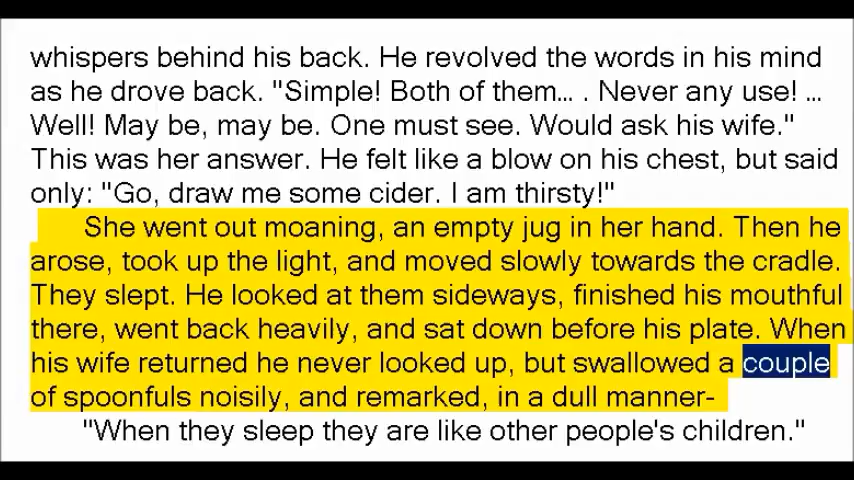 whispers behind his back. He revolved the words in his mind
as he drove back. "Simple! Both of them... . Never any use! ...
Well! May be, may be. One must see. Would ask his wife."
This was her answer. He felt like a blow on his chest, but said
only: "Go, draw me some cider. I am thirsty!"
She went out moaning, an empty jug in her hand. Then he
arose, took up the light, and moved slowly towards the cradle.
They slept. He looked at them sideways, finished his mouthful
there, went back heavily, and sat down before his plate. When
his wife returned he never looked up, but swallowed a couple
of spoonfuls noisily, and remarked, in a dull manner-
"When they sleep they are like other people's children."